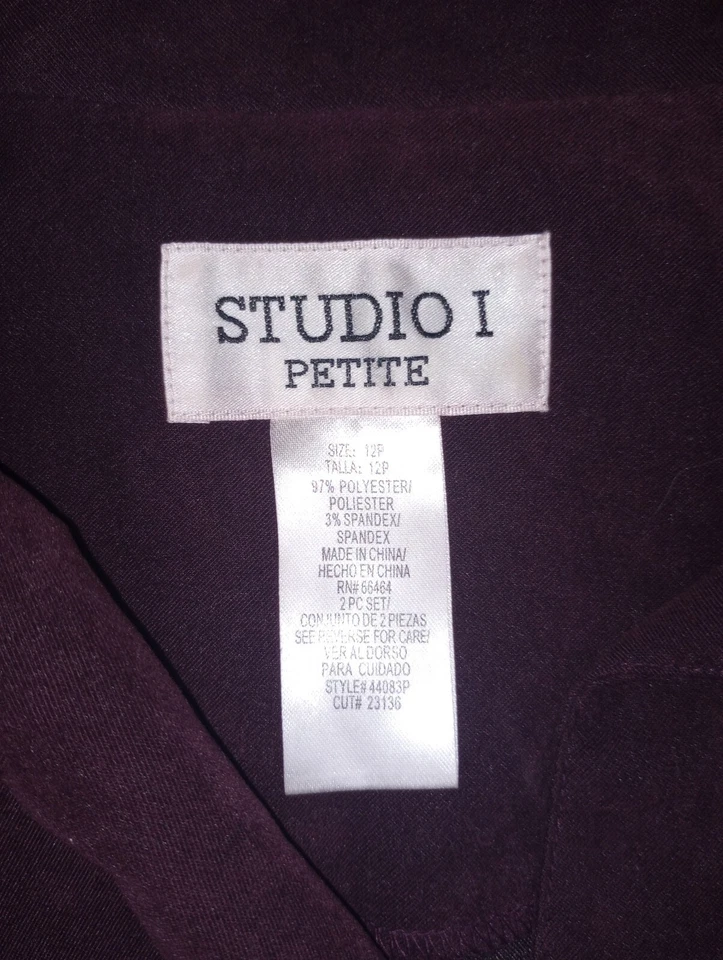 STUDIO I
PETITE
SIZE: 12P
TALLA: 12P
97% POLYESTER/
POLIESTER
3% SPANDEX/
SPANDEX
MADE IN CHINA/
HECHO EN CHINA
RN# 66464
2 PC SET/
CONJUNTO DE 2 PIEZAS
SEE REVERSE FOR CARE/
VER AL DORSO
PARA CUIDADO
STYLE# 44083P
CUT# 23136